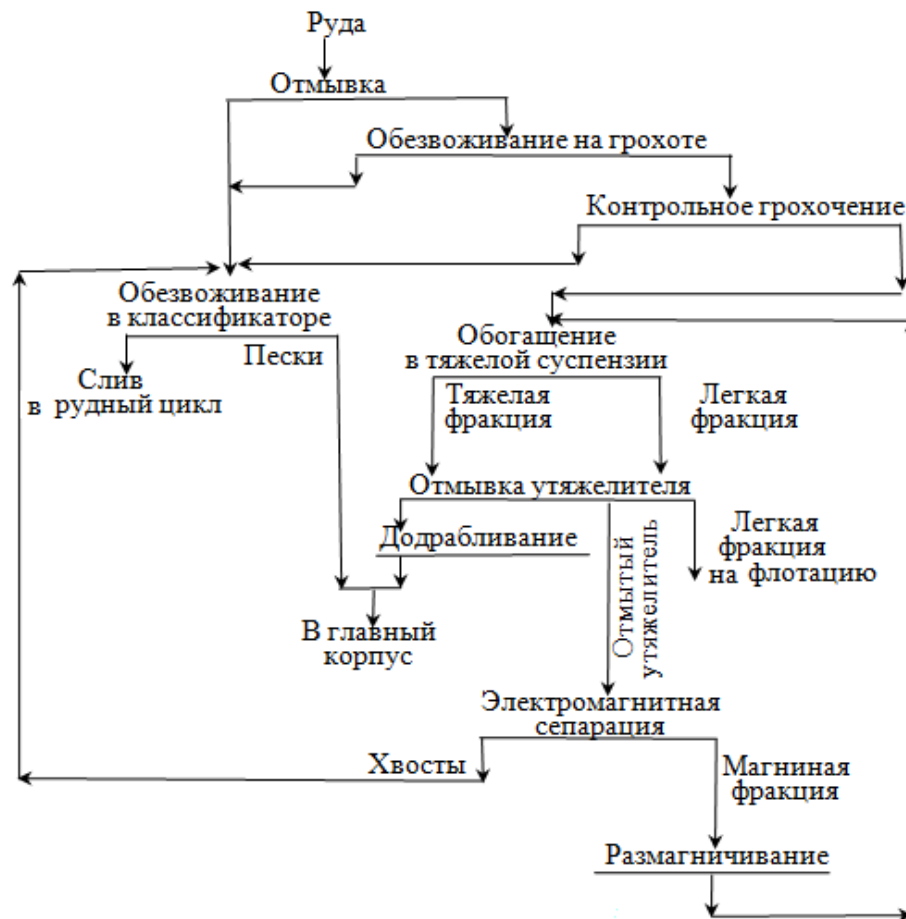 Руда
Отмывка
Обезвоживание на грохоте
Контрольное грохочение
Обезвоживание
в классификаторе
Пески
Слив
в рудный цикл
Обогащение
в тяжелой суспензии
Тяжелая
фракция
Легкая
фракция
Отмывка утяжелителя
Додрабливание
Отмытый
утяжелитель
Легкая
фракция
на флотацию
В главный
корпус
Электромагнитная
сепарация
Хвосты
Магниная
фракция
Размагничивание